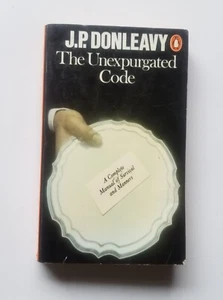 J.P. DONLEAVY
The Unexpurgated
Code
A Complete
Manual of Survival
and Manners